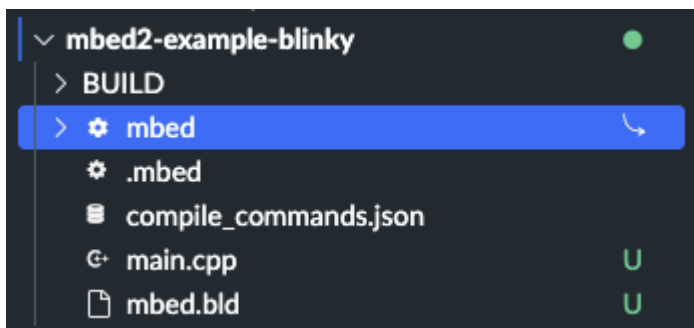 mbed2-example-blinky
BUILD
mbed
.mbed
compile_commands.json
main.cpp U
mbed.bld U